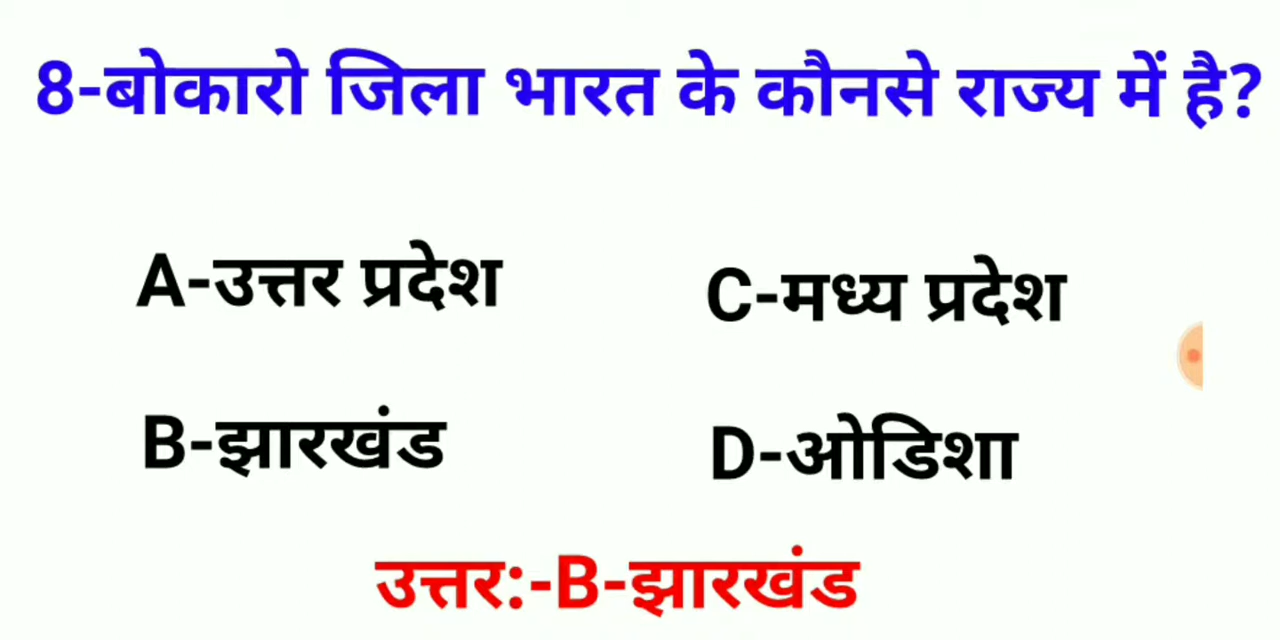 8-बोकारो जिला भारत के कौनसे राज्य में है?
A-उत्तर प्रदेश
C-मध्य प्रदेश
B-झारखंड
D-ओडिशा
उत्तर:-B-झारखंड